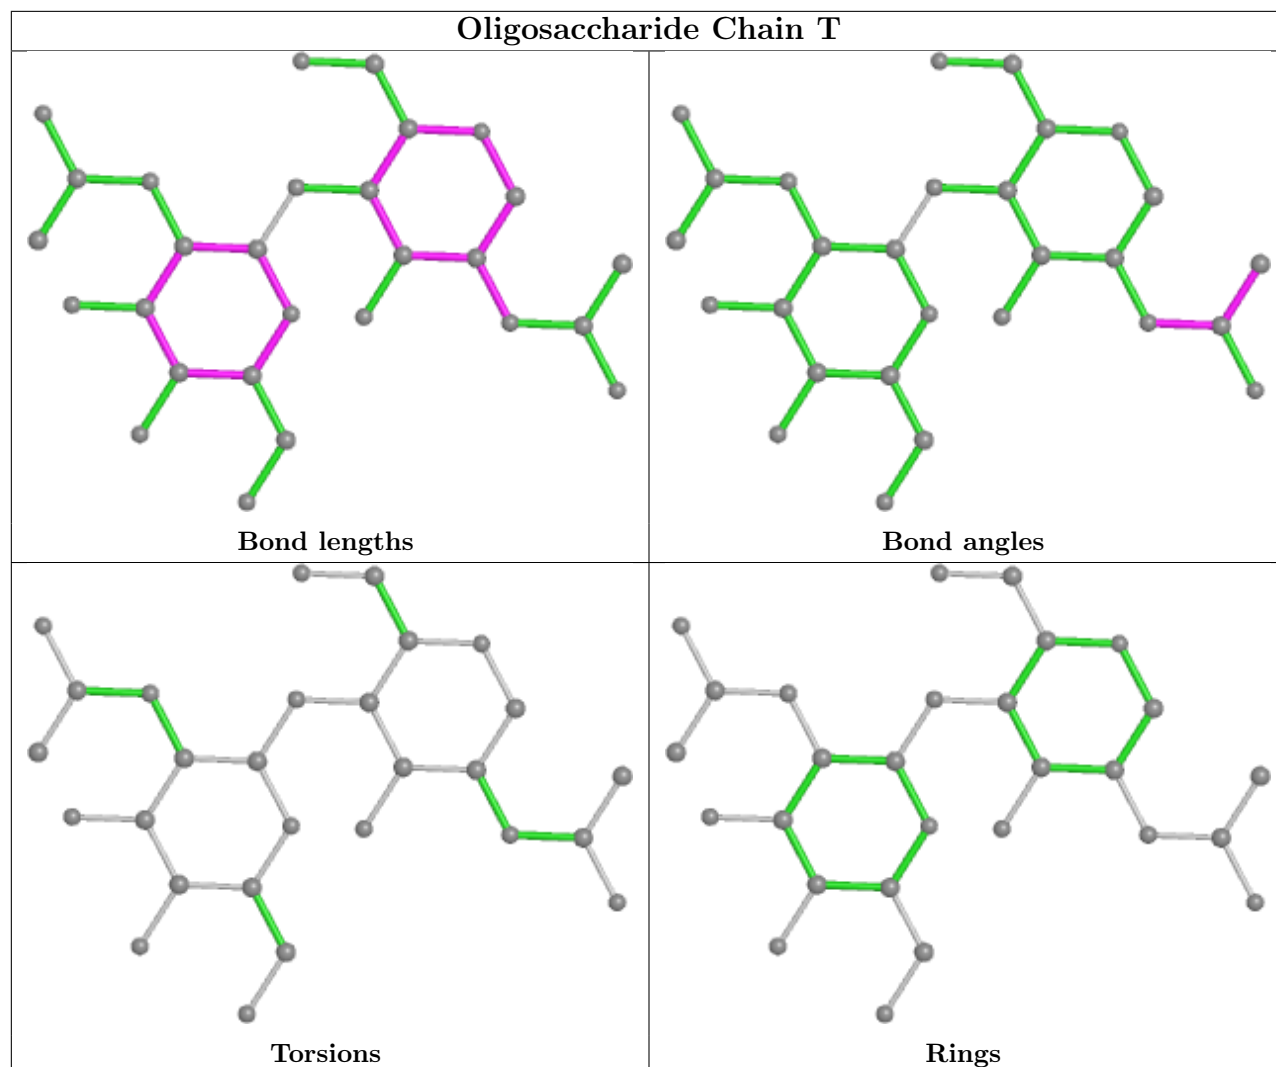 Oligosaccharide Chain T
Bond lengths
Bond angles
Torsions
Rings